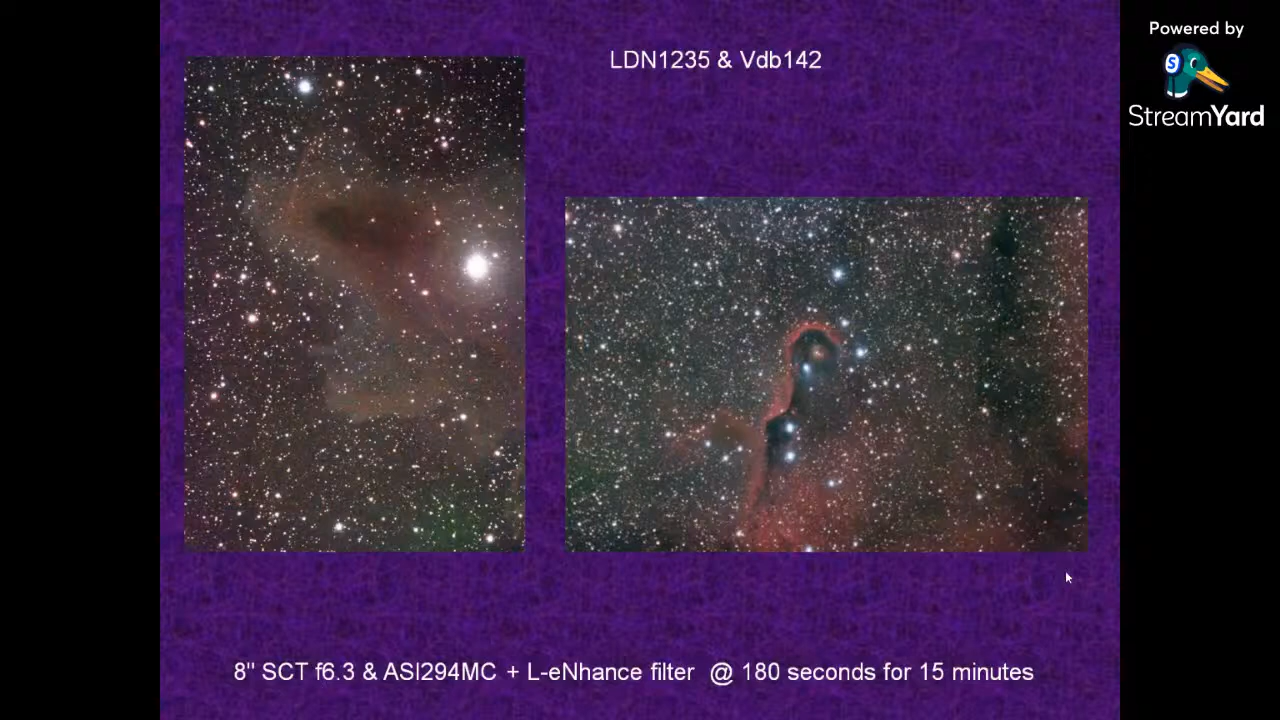 LDN1235 & Vdb142
8" SCT f6.3 & ASI294MC + L-eNhance filter @ 180 seconds for 15 minutes
Powered by
S
StreamYard